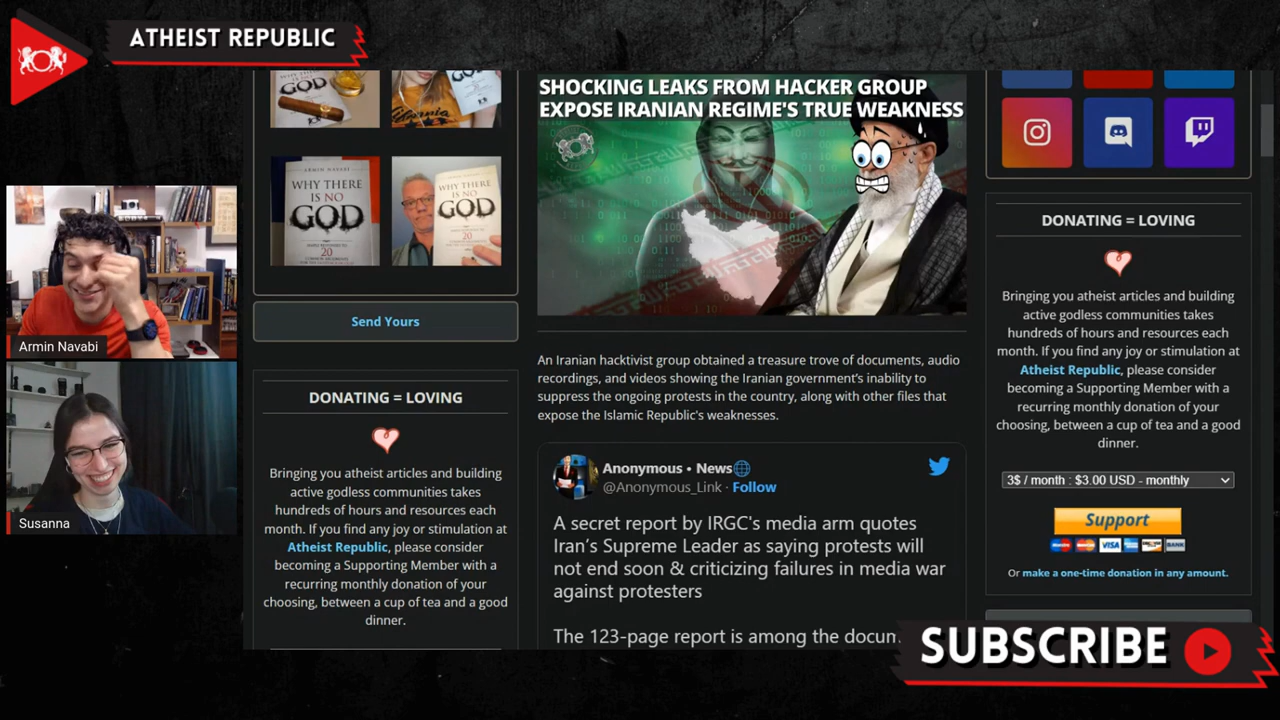 ATHEIST REPUBLIC
Armin Navabi
Susanna
ARMIN NAVABI
WHY THERE
IS NO
GOD
20
WHY THERE
IS NO
GOD
20
Send Yours
DONATING = LOVING
Bringing you atheist articles and building
active godless communities takes
hundreds of hours and resources each
month. If you find any joy or stimulation at
Atheist Republic, please consider
becoming a Supporting Member with a
recurring monthly donation of your
choosing, between a cup of tea and a good
dinner.
SHOCKING LEAKS FROM HACKER GROUP
EXPOSE IRANIAN REGIME'S TRUE WEAKNESS
An Iranian hacktivist group obtained a treasure trove of documents, audio
recordings, and videos showing the Iranian government's inability to
suppress the ongoing protests in the country, along with other files that
expose the Islamic Republic's weaknesses.
Anonymous • News
@Anonymous_Link · Follow
A secret report by IRGC's media arm quotes
Iran's Supreme Leader as saying protests will
not end soon & criticizing failures in media war
against protesters
The 123-page report is among the docum
DONATING = LOVING
Bringing you atheist articles and building
active godless communities takes
hundreds of hours and resources each
month. If you find any joy or stimulation at
Atheist Republic, please consider
becoming a Supporting Member with a
recurring monthly donation of your
choosing, between a cup of tea and a good
dinner.
3$ / month : $3.00 USD - monthly
Support
VISA
BANK
Or make a one-time donation in any amount.
SUBSCRIBE